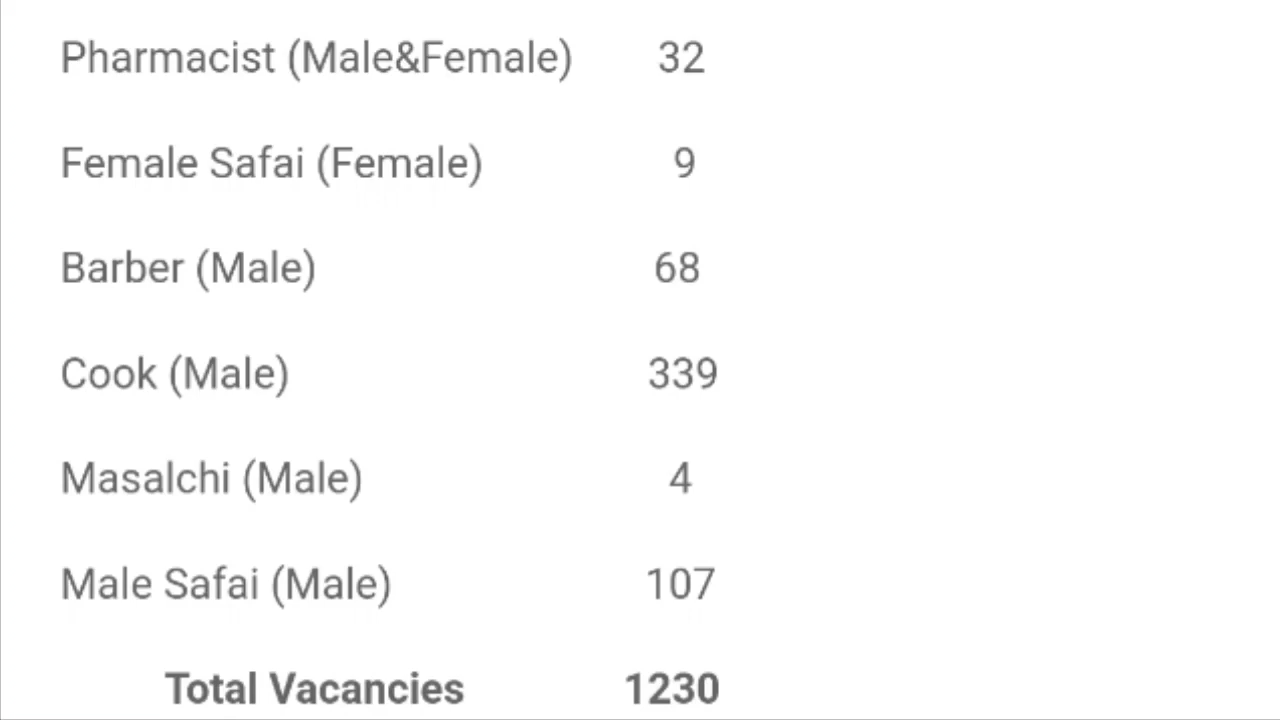 Pharmacist (Male&Female) 32
Female Safai (Female) 9
Barber (Male) 68
Cook (Male) 339
Masalchi (Male) 4
Male Safai (Male) 107
Total Vacancies 1230